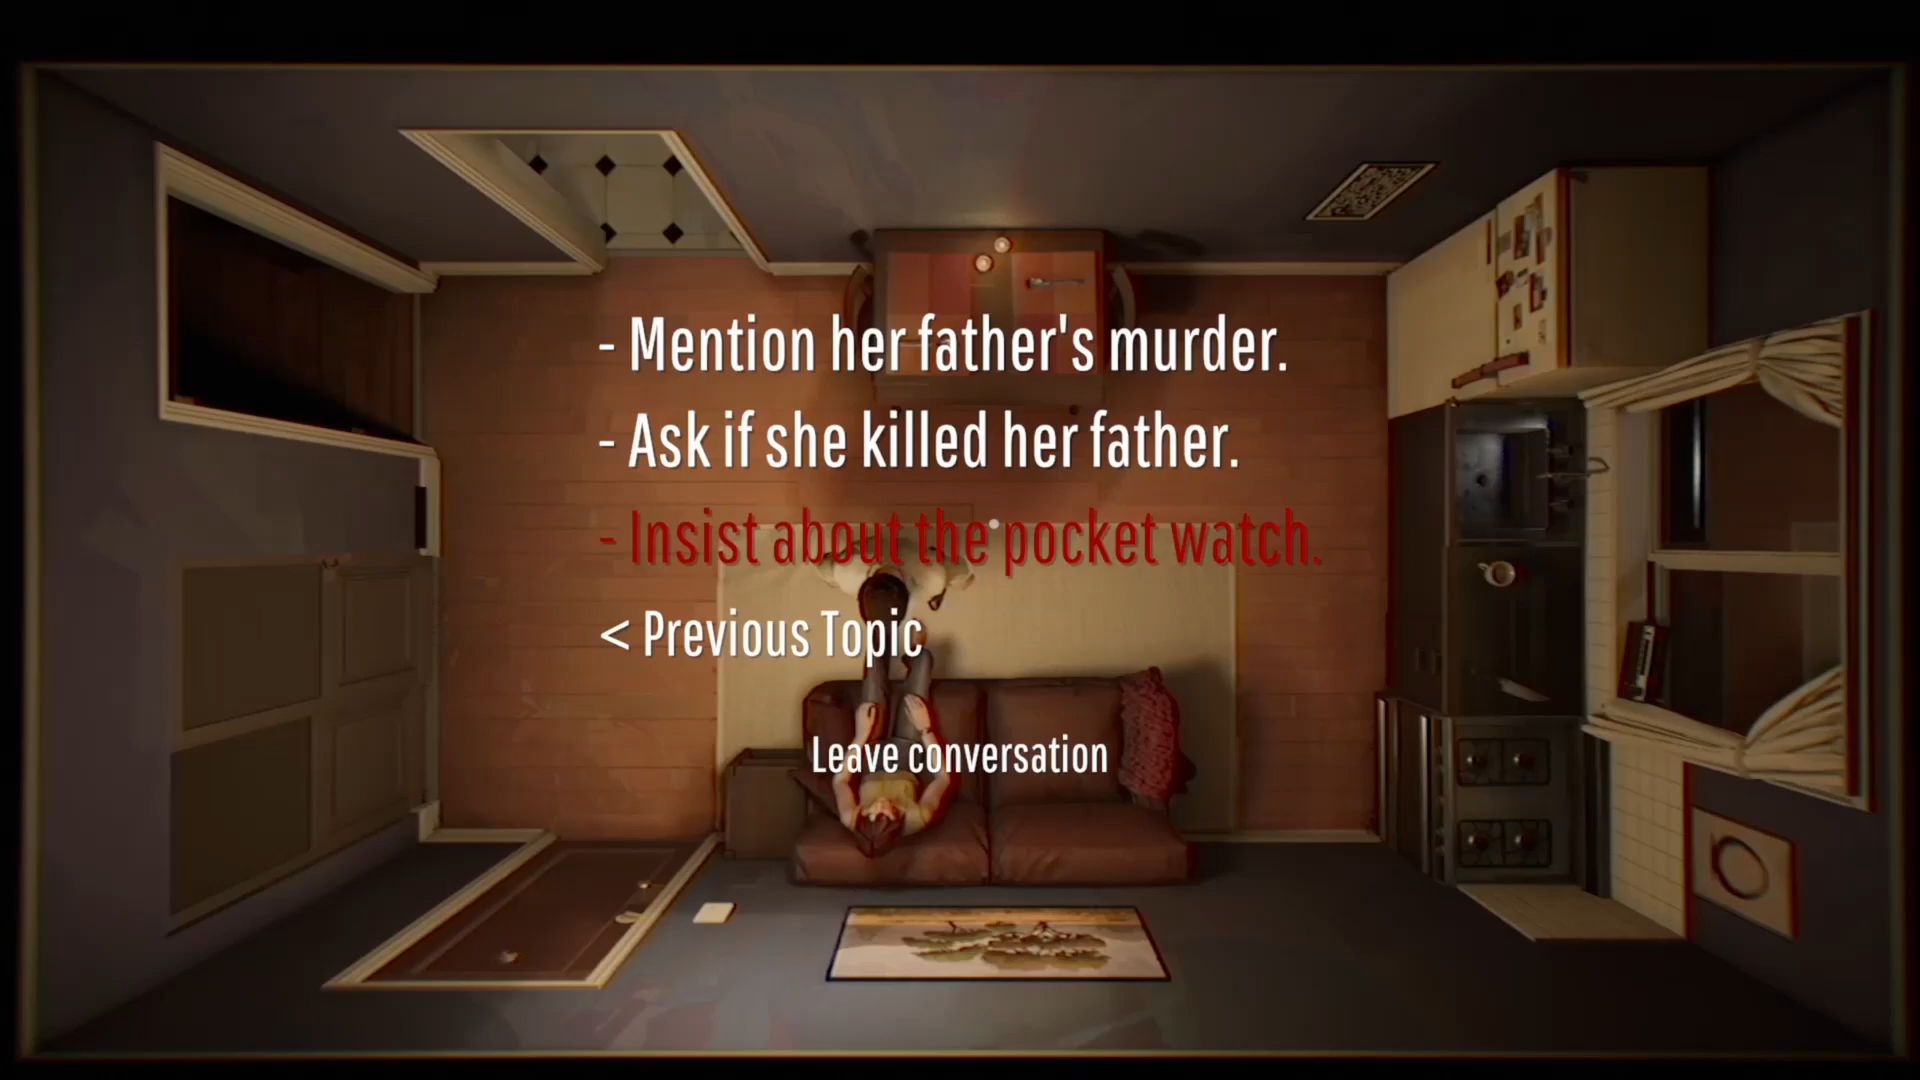 - Mention her father's murder.
- Ask if she killed her father.
- Insist about the pocket watch.
< Previous Topic
Leave conversation